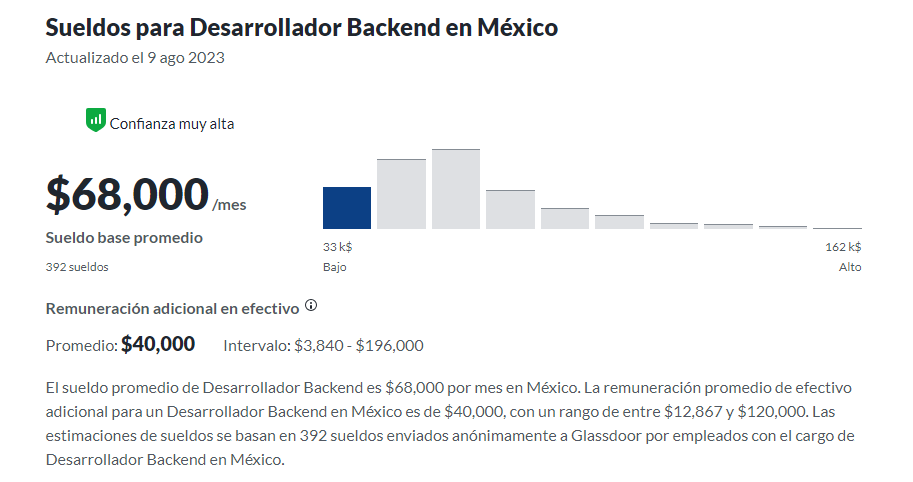 Sueldos para Desarrollador Backend en México
Actualizado el 9 ago 2023
Confianza muy alta
$68,000 /mes
Sueldo base promedio
392 sueldos
33 k$
162 k$
Bajo
Alto
Remuneración adicional en efectivo
Promedio: $40,000 Intervalo: $3,840 - $196,000
El sueldo promedio de Desarrollador Backend es $68,000 por mes en México. La remuneración promedio de efectivo
adicional para un Desarrollador Backend en México es de $40,000, con un rango de entre $12,867 y $120,000. Las
estimaciones de sueldos se basan en 392 sueldos enviados anónimamente a Glassdoor por empleados con el cargo de
Desarrollador Backend en México.